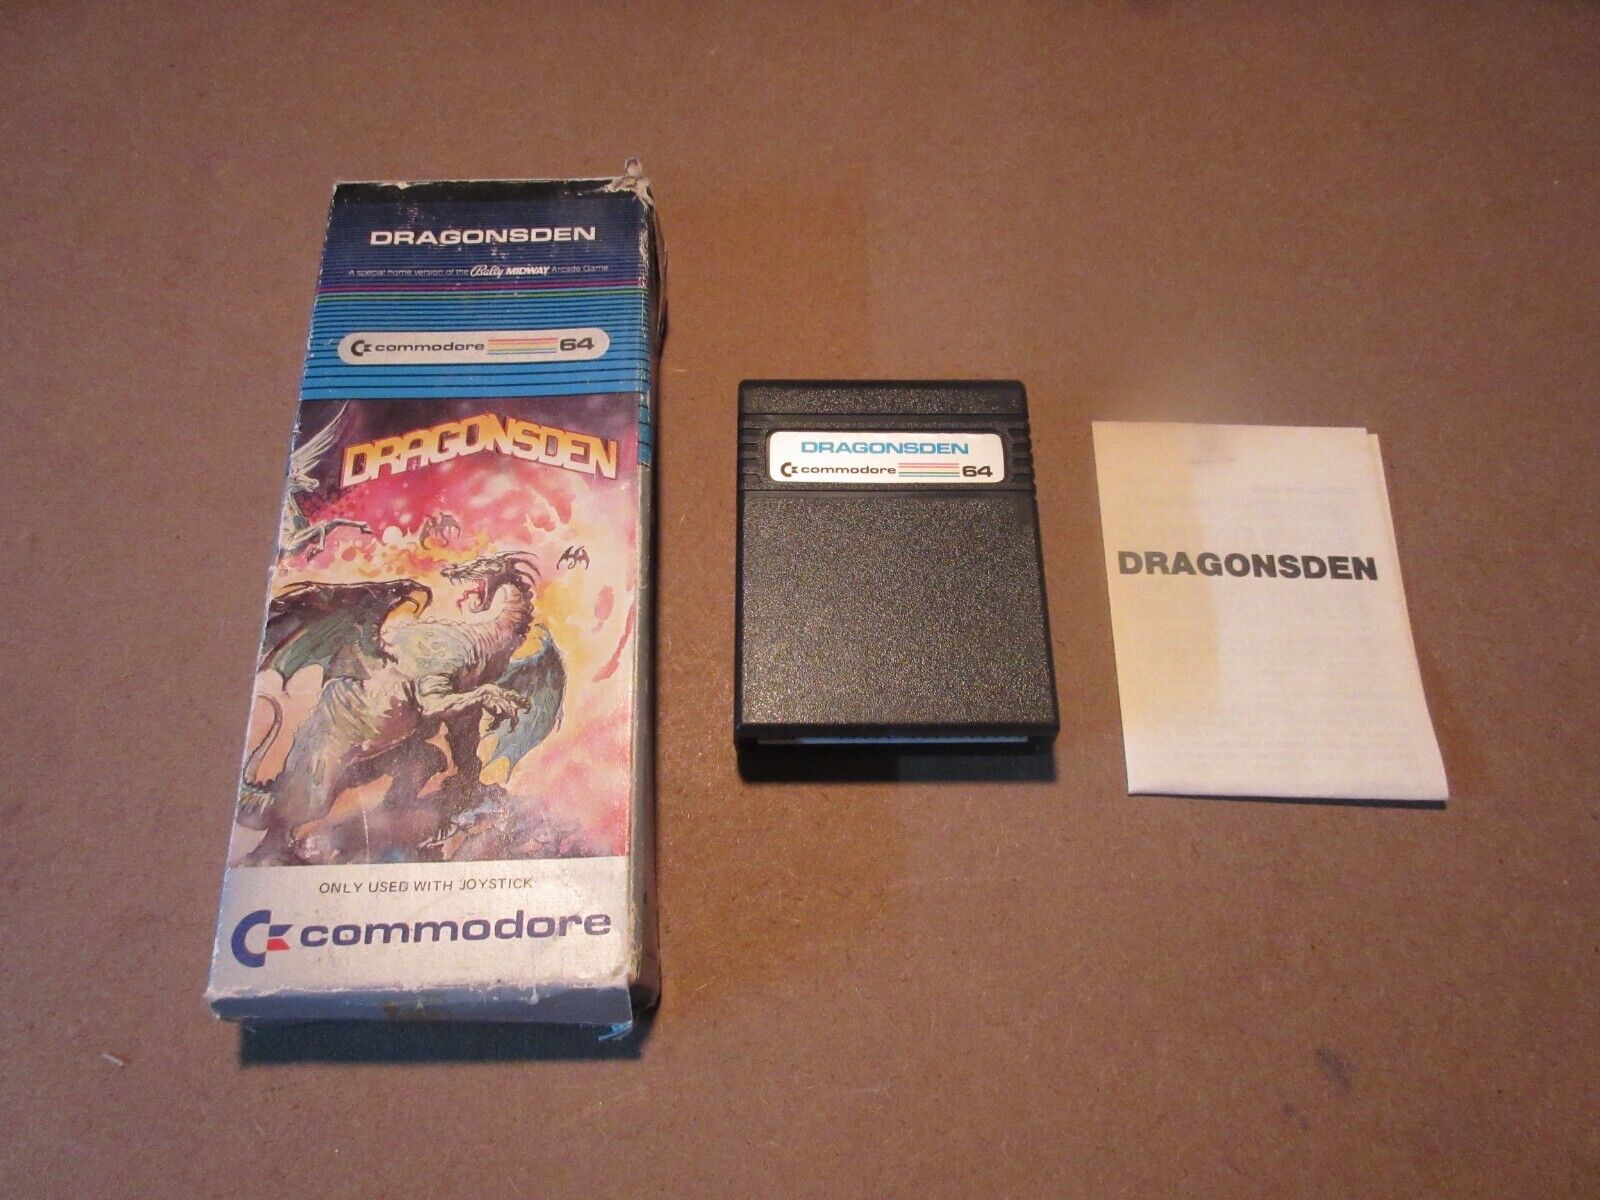 DRAGONSDEN
A special home version of the Bally MIDWAY Arcade Game
commodore 64
DRAGONSDEN
ONLY USED WITH JOYSTICK
commodore
DRAGONSDEN
commodore 64
DRAGONSDEN